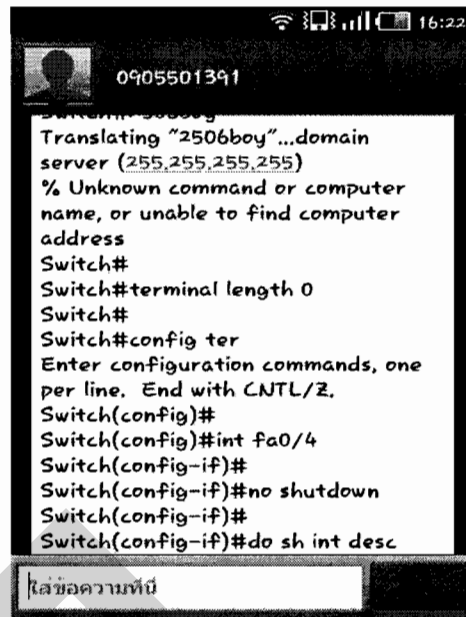 16:22
0905501391
Translating "2506boy"...domain
server (255.255.255.255)
% Unknown command or computer
name, or unable to find computer
address
Switch#
Switch#terminal length 0
Switch#
Switch#config ter
Enter configuration commands, one
per line. End with CNTL/Z.
Switch(config)#
Switch(config)#int fa0/4
Switch(config-if)#
Switch(config-if)#no shutdown
Switch(config-if)#
Switch(config-if)#do sh int desc
ใส่ข้อความที่นี่